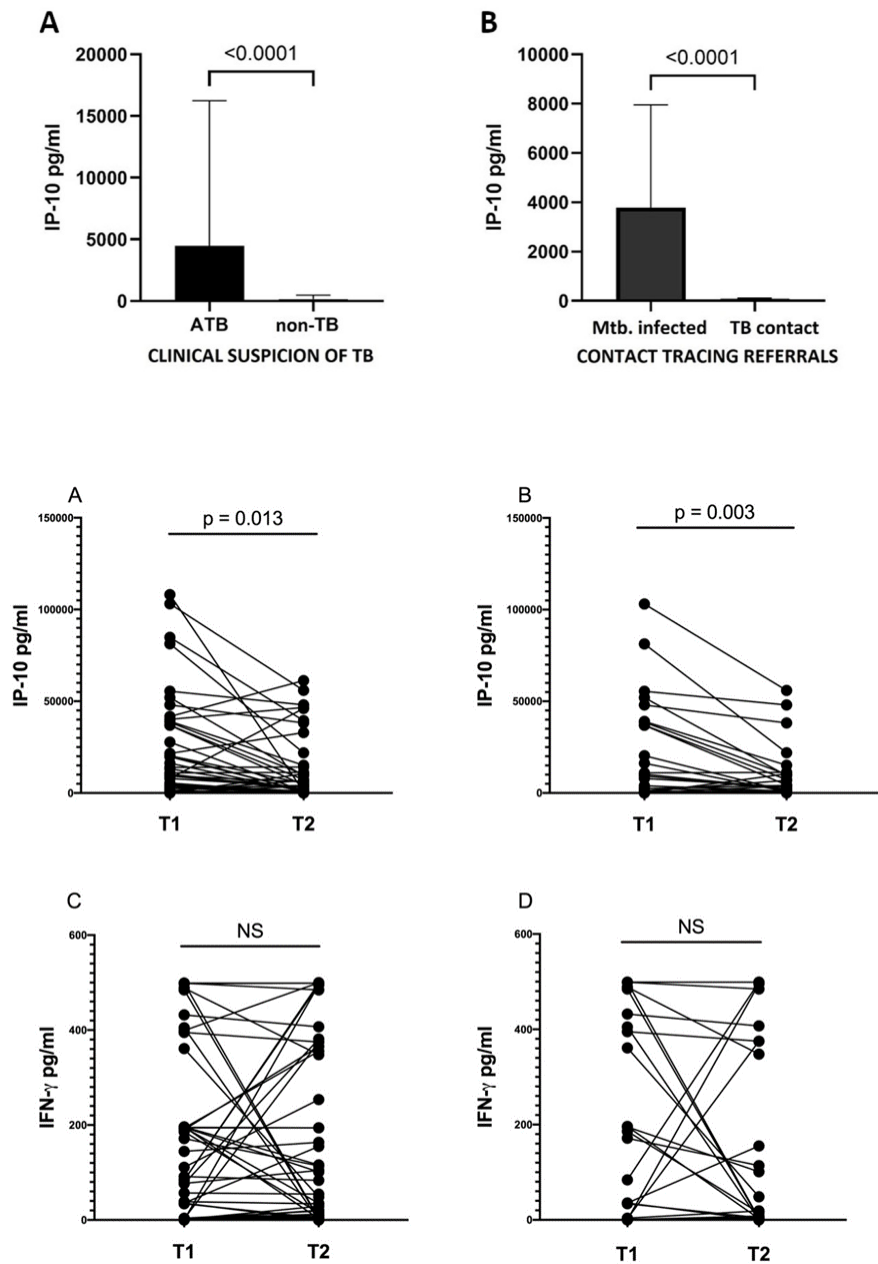 A
<0.0001
20000
15000
10000
5000
0
IP-10 pg/ml
ATB
non-TB
CLINICAL SUSPICION OF TB
B
<0.0001
10000
8000
6000
4000
2000
0
IP-10 pg/ml
Mtb. infected
TB contact
CONTACT TRACING REFERRALS
A
p = 0.013
150000
100000
50000
0
IP-10 pg/ml
T1
T2
B
p = 0.003
150000
100000
50000
0
IP-10 pg/ml
T1
T2
C
NS
600
400
200
0
IFN-γ pg/ml
T1
T2
D
NS
600
400
200
0
IFN-γ pg/ml
T1
T2